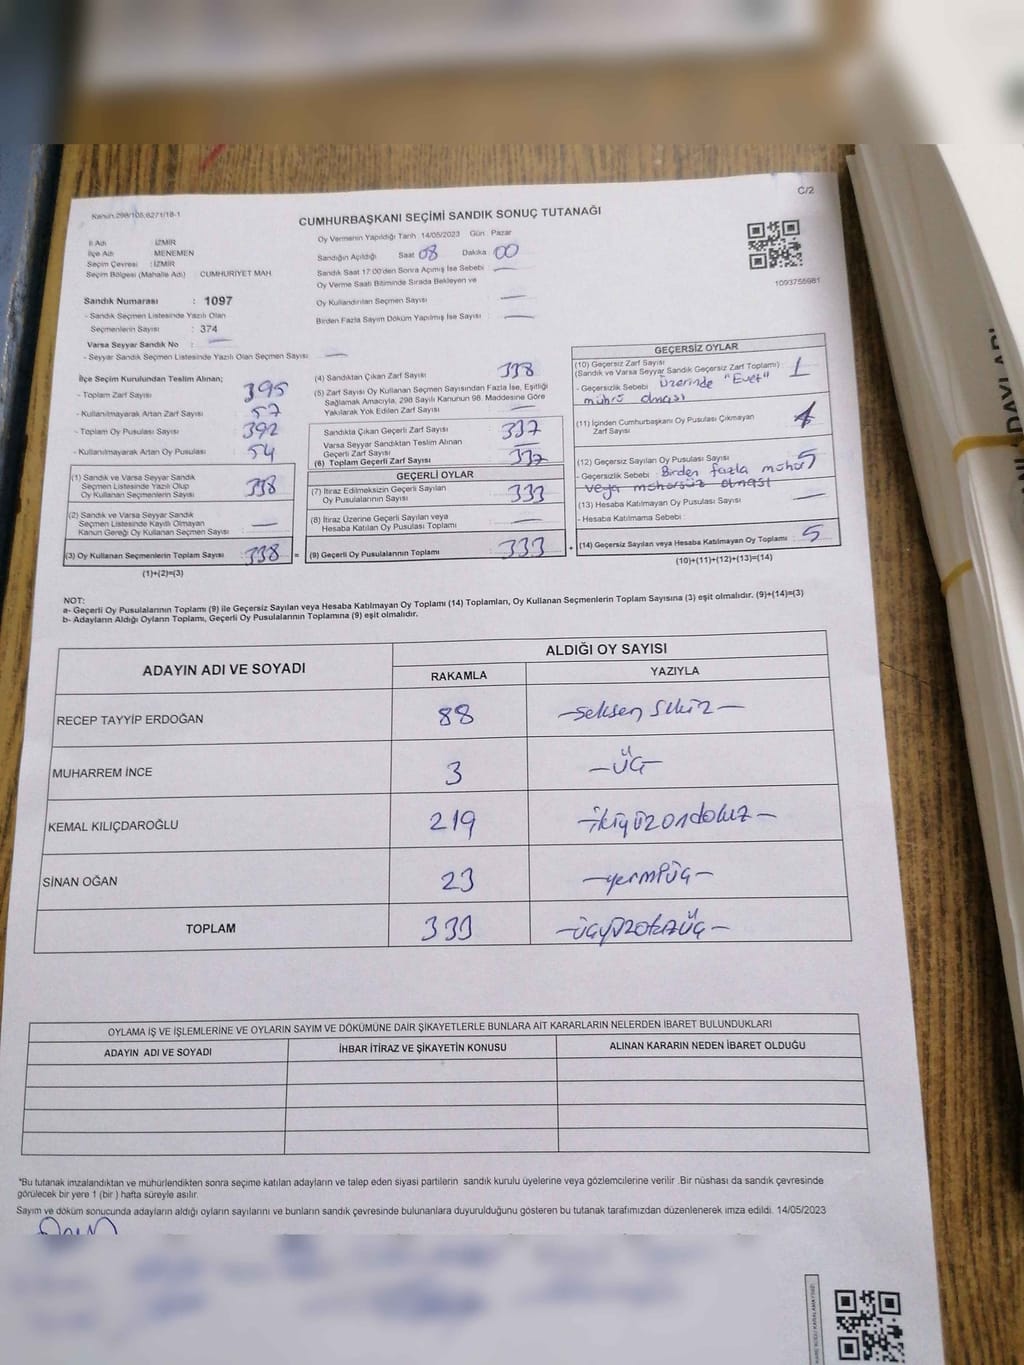 C/2
Kanun.298/105,6271/18-1
CUMHURBAŞKANI SEÇİMİ SANDIK SONUÇ TUTANAĞI
İl Adı : İZMİR
İlçe Adı : MENEMEN
Seçim Çevresi : İZMİR
Seçim Bölgesi (Mahalle Adı) : CUMHURİYET MAH.
Sandık Numarası : 1097
- Sandık Seçmen Listesinde Yazılı Olan
Seçmenlerin Sayısı : 374
Varsa Seyyar Sandık No : —
- Seyyar Sandık Seçmen Listesinde Yazılı Olan Seçmen Sayısı : —
Oy Vermenin Yapıldığı Tarih 14/05/2023 Gün Pazar
Sandığın Açıldığı Saat 08 Dakika 00
Sandık Saat 17:00'den Sonra Açımış İse Sebebi : —
Oy Verme Saati Bitiminde Sırada Bekleyen ve
Oy Kullandırılan Seçmen Sayısı : —
Birden Fazla Sayım Döküm Yapılmış İse Sayısı : —
1093755981
İlçe Seçim Kurulundan Teslim Alınan;
- Toplam Zarf Sayısı : 395
- Kullanılmayarak Artan Zarf Sayısı : 57
- Toplam Oy Pusulası Sayısı : 392
- Kullanılmayarak Artan Oy Pusulası : 54
(1) Sandık ve Varsa Seyyar Sandık
Seçmen Listesinde Yazılı Olup
Oy Kullanan Seçmenlerin Sayısı : 338
(2) Sandık ve Varsa Seyyar Sandık
Seçmen Listesinde Kayıtlı Olmayan
Kanun Gereği Oy Kullanan Seçmen Sayısı : —
(3) Oy Kullanan Seçmenlerin Toplam Sayısı : 338 =
(1)+(2)=(3)
(4) Sandıktan Çıkan Zarf Sayısı : 338
(5) Zarf Sayısı Oy Kullanan Seçmen Sayısından Fazla İse, Eşitliği
Sağlamak Amacıyla, 298 Sayılı Kanunun 98. Maddesine Göre
Yakılarak Yok Edilen Zarf Sayısı : —
Sandıkta Çıkan Geçerli Zarf Sayısı : 337
Varsa Seyyar Sandıktan Teslim Alınan
Geçerli Zarf Sayısı : —
(6) Toplam Geçerli Zarf Sayısı : 337
GEÇERLİ OYLAR
(7) İtiraz Edilmeksizin Geçerli Sayılan
Oy Pusulalarının Sayısı : 333
(8) İtiraz Üzerine Geçerli Sayılan veya
Hesaba Katılan Oy Pusulası Toplamı : —
(9) Geçerli Oy Pusulalarının Toplamı : 333 +
GEÇERSİZ OYLAR
(10) Geçersiz Zarf Sayısı
(Sandık ve Varsa Seyyar Sandık Geçersiz Zarf Toplamı) : 1
- Geçersizlik Sebebi : Üzerinde "Evet"
mührü olması
(11) İçinden Cumhurbaşkanı Oy Pusulası Çıkmayan
Zarf Sayısı
(12) Geçersiz Sayılan Oy Pusulası Sayısı : 5
- Geçersizlik Sebebi : Birden fazla mühür
veya mühürsüz olması
(13) Hesaba Katılmayan Oy Pusulası Sayısı : —
- Hesaba Katılmama Sebebi :
(14) Geçersiz Sayılan veya Hesaba Katılmayan Oy Toplamı : 5
(10)+(11)+(12)+(13)=(14)
NOT:
a- Geçerli Oy Pusulalarının Toplamı (9) ile Geçersiz Sayılan veya Hesaba Katılmayan Oy Toplamı (14) Toplamları, Oy Kullanan Seçmenlerin Toplam Sayısına (3) eşit olmalıdır. (9)+(14)=(3)
b- Adayların Aldığı Oyların Toplamı, Geçerli Oy Pusulalarının Toplamına (9) eşit olmalıdır.
ADAYIN ADI VE SOYADI ALDIĞI OY SAYISI
RAKAMLA YAZIYLA
RECEP TAYYİP ERDOĞAN 88 —seksen sekiz—
MUHARREM İNCE 3 —üç—
KEMAL KILIÇDAROĞLU 219 —ikiyüzondokuz—
SİNAN OĞAN 23 —yirmiüç—
TOPLAM 333 —üçyüzotuzüç—
OYLAMA İŞ VE İŞLEMLERİNE VE OYLARIN SAYIM VE DÖKÜMÜNE DAİR ŞİKAYETLERLE BUNLARA AİT KARARLARIN NELERDEN İBARET BULUNDUKLARI
ADAYIN ADI VE SOYADI İHBAR İTİRAZ VE ŞİKAYETİN KONUSU ALINAN KARARIN NEDEN İBARET OLDUĞU
*Bu tutanak imzalandıktan ve mühürlendikten sonra seçime katılan adayların ve talep eden siyasi partilerin sandık kurulu üyelerine veya gözlemcilerine verilir .Bir nüshası da sandık çevresinde
görülecek bir yere 1 (bir ) hafta süreyle asılır.
Sayım ve döküm sonucunda adayların aldığı oyların sayılarını ve bunların sandık çevresinde bulunanlara duyurulduğunu gösteren bu tutanak tarafımızdan düzenlenerek imza edildi. 14/05/2023